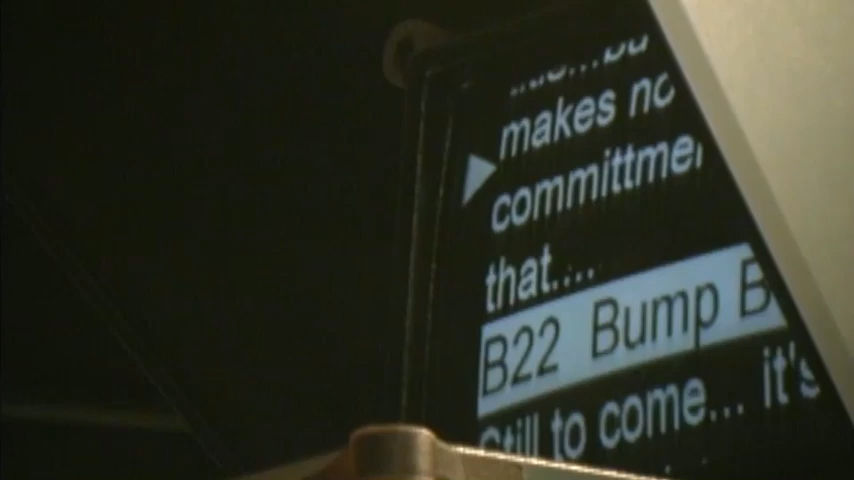 makes no
committme
that....
B22 Bump B
Still to come... it's